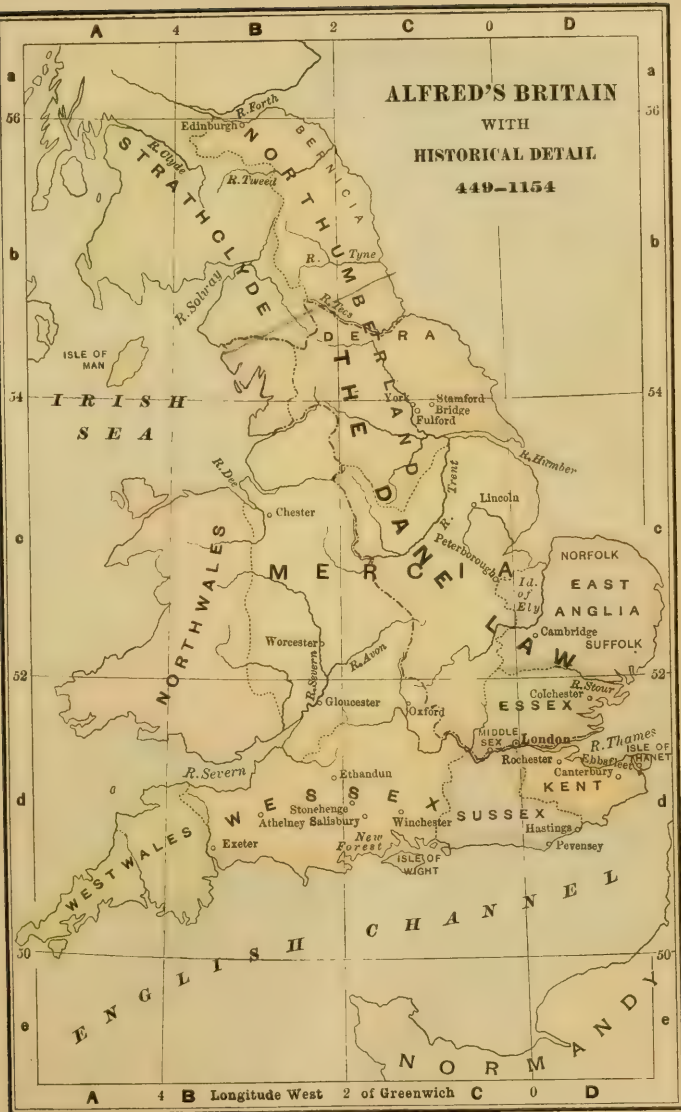 A 4 B 2 C 0 D
a
a
56
56
ALFRED'S BRITAIN
WITH
HISTORICAL DETAIL
449–1154
R. Forth
Edinburgh
BERNICIA
NORTHUMBERLAND
STRATHCLYDE
R. Clyde
R. Tweed
b
b
R. Tyne
R. Solway
R. Tees
DEIRA
ISLE OF
MAN
54
54
IRISH
SEA
THE DANE LAW
York
Stamford
Bridge
Fulford
R. Humber
R. Trent
Lincoln
R. Dee
Chester
c
c
NORTHWALES
MERCIA
Peterborough
Id.
of
Ely
NORFOLK
EAST
ANGLIA
SUFFOLK
Cambridge
Worcester
R. Severn
R. Avon
52
52
Gloucester
Oxford
R. Stour
Colchester
ESSEX
MIDDLE
SEX
London
R. Thames
ISLE OF
THANET
Rochester
Ebbsfleet
Canterbury
KENT
R. Severn
Ethandun
d
d
WESSEX
Stonehenge
Athelney
Salisbury
Winchester
SUSSEX
Hastings
Pevensey
New
Forest
ISLE OF
WIGHT
Exeter
WESTWALES
ENGLISH CHANNEL
50
50
e
e
NORMANDY
A 4 B Longitude West 2 of Greenwich C 0 D